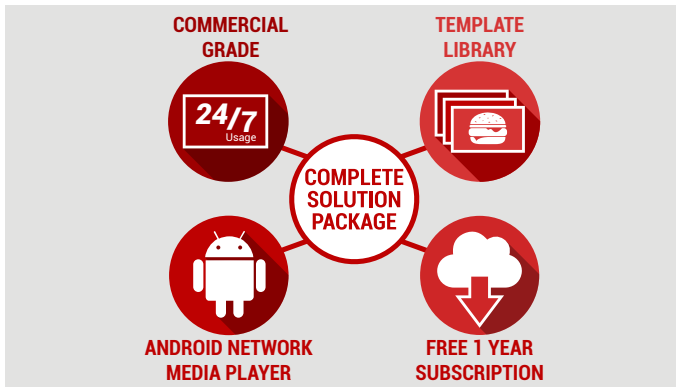 COMMERCIAL
GRADE
TEMPLATE
LIBRARY
24/7
Usage
COMPLETE
SOLUTION
PACKAGE
ANDROID NETWORK
MEDIA PLAYER
FREE 1 YEAR
SUBSCRIPTION